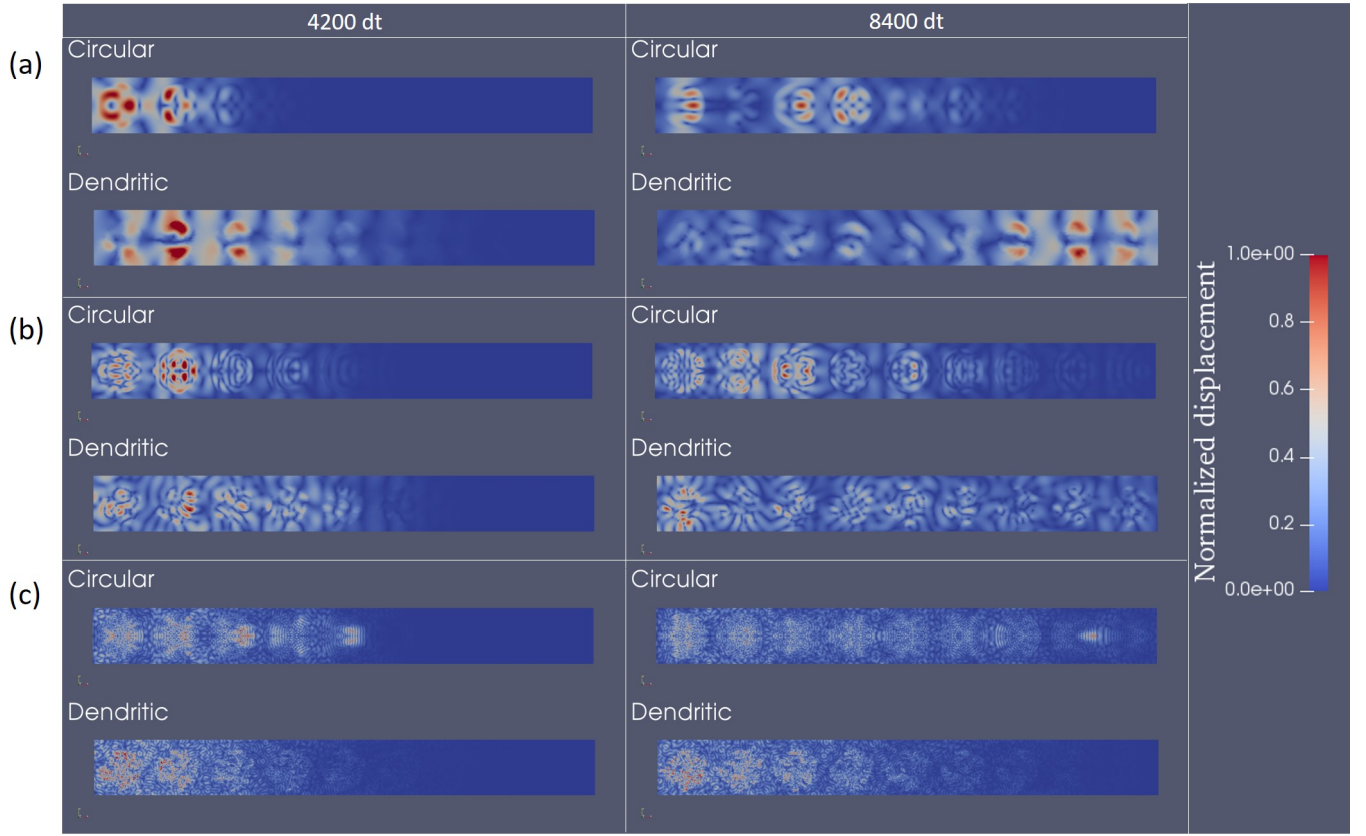 4200 dt 8400 dt
(a)
Circular Circular
Dendritic Dendritic
(b)
Circular Circular
Dendritic Dendritic
(c)
Circular Circular
Dendritic Dendritic
Normalized displacement
1.0e+00
0.8
0.6
0.4
0.2
0.0e+00